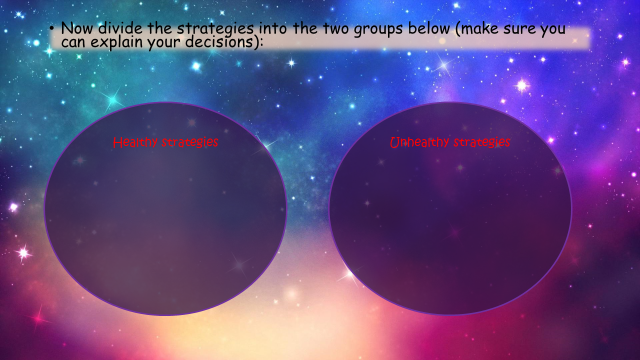 • Now divide the strategies into the two groups below (make sure you
can explain your decisions):
Healthy strategies
Unhealthy strategies